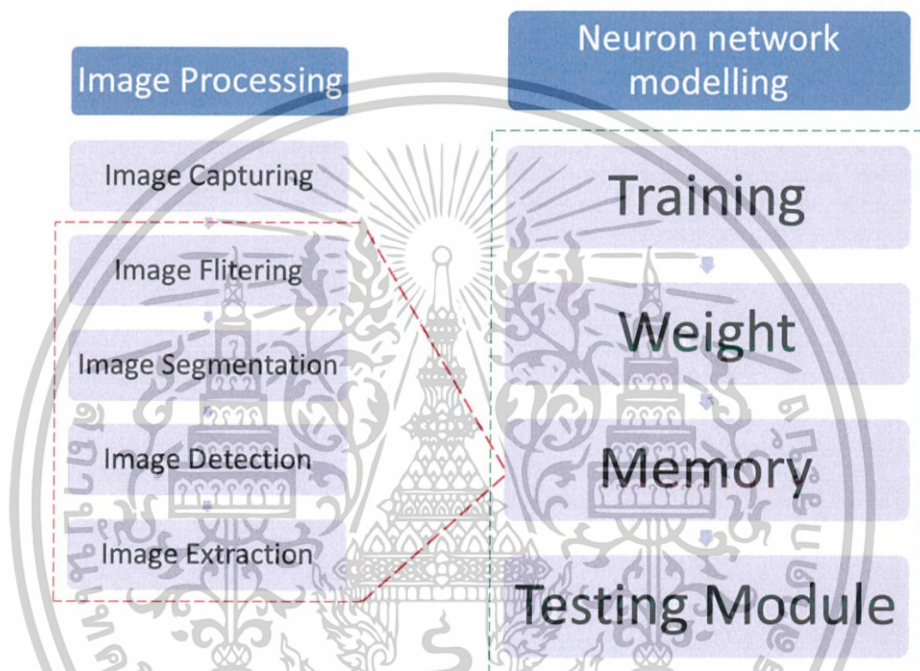 Image Processing
Image Capturing
Image Flitering
Image Segmentation
Image Detection
Image Extraction
Neuron network
modelling
Training
Weight
Memory
Testing Module